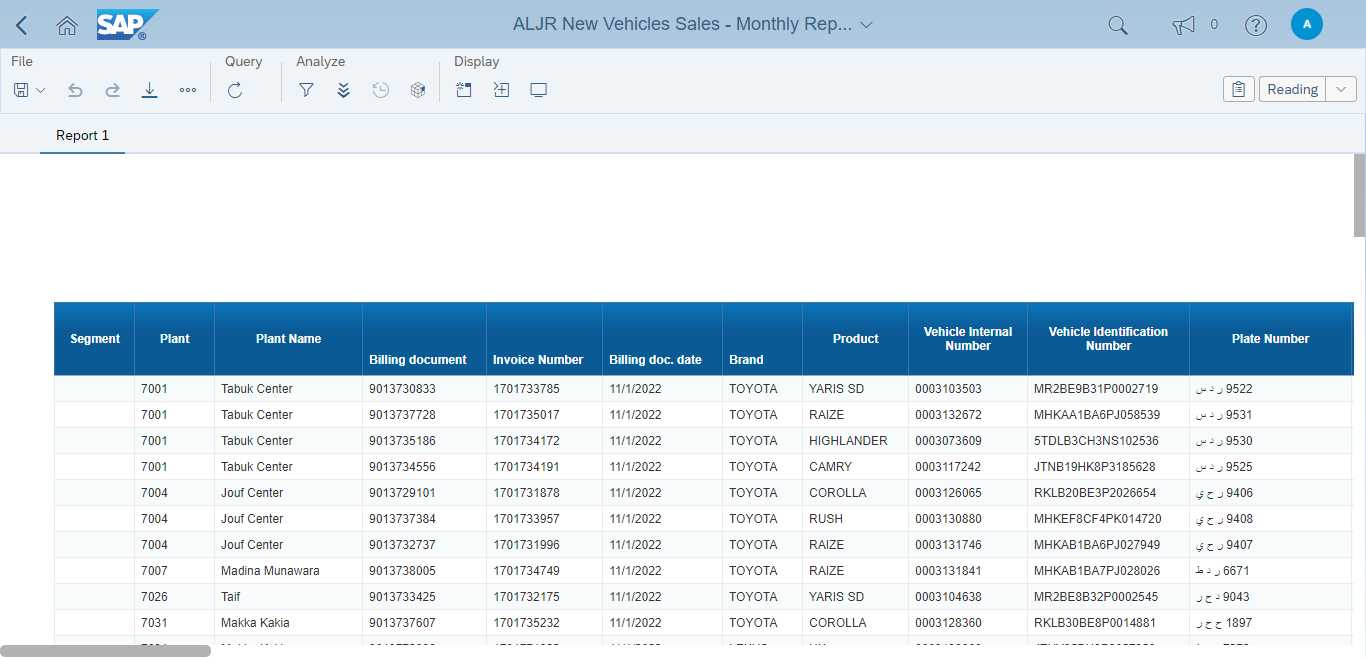 SAP
ALJR New Vehicles Sales - Monthly Rep...
0
A
File Query Analyze Display
Reading
Report 1
Segment Plant Plant Name Billing document Invoice Number Billing doc. date Brand Product Vehicle Internal Number Vehicle Identification Number Plate Number
7001 Tabuk Center 9013730833 1701733785 11/1/2022 TOYOTA YARIS SD 0003103503 MR2BE9B31P0002719 9522 ر د س
7001 Tabuk Center 9013737728 1701735017 11/1/2022 TOYOTA RAIZE 0003132672 MHKAA1BA6PJ058539 9531 ر د س
7001 Tabuk Center 9013735186 1701734172 11/1/2022 TOYOTA HIGHLANDER 0003073609 5TDLB3CH3NS102536 9530 ر د س
7001 Tabuk Center 9013734556 1701734191 11/1/2022 TOYOTA CAMRY 0003117242 JTNB19HK8P3185628 9525 ر د س
7004 Jouf Center 9013729101 1701731878 11/1/2022 TOYOTA COROLLA 0003126065 RKLB20BE3P2026654 9406 ر ح ي
7004 Jouf Center 9013737384 1701733957 11/1/2022 TOYOTA RUSH 0003130880 MHKEF8CF4PK014720 9408 ر ح ي
7004 Jouf Center 9013732737 1701731996 11/1/2022 TOYOTA RAIZE 0003131746 MHKAB1BA6PJ027949 9407 ر ح ي
7007 Madina Munawara 9013738005 1701734749 11/1/2022 TOYOTA RAIZE 0003131841 MHKAB1BA7PJ028026 6671 ر د ط
7026 Taif 9013733425 1701732175 11/1/2022 TOYOTA YARIS SD 0003104638 MR2BE8B32P0002545 9043 د ح ر
7031 Makka Kakia 9013737607 1701735232 11/1/2022 TOYOTA COROLLA 0003128360 RKLB30BE8P0014881 1897 ح ح ر